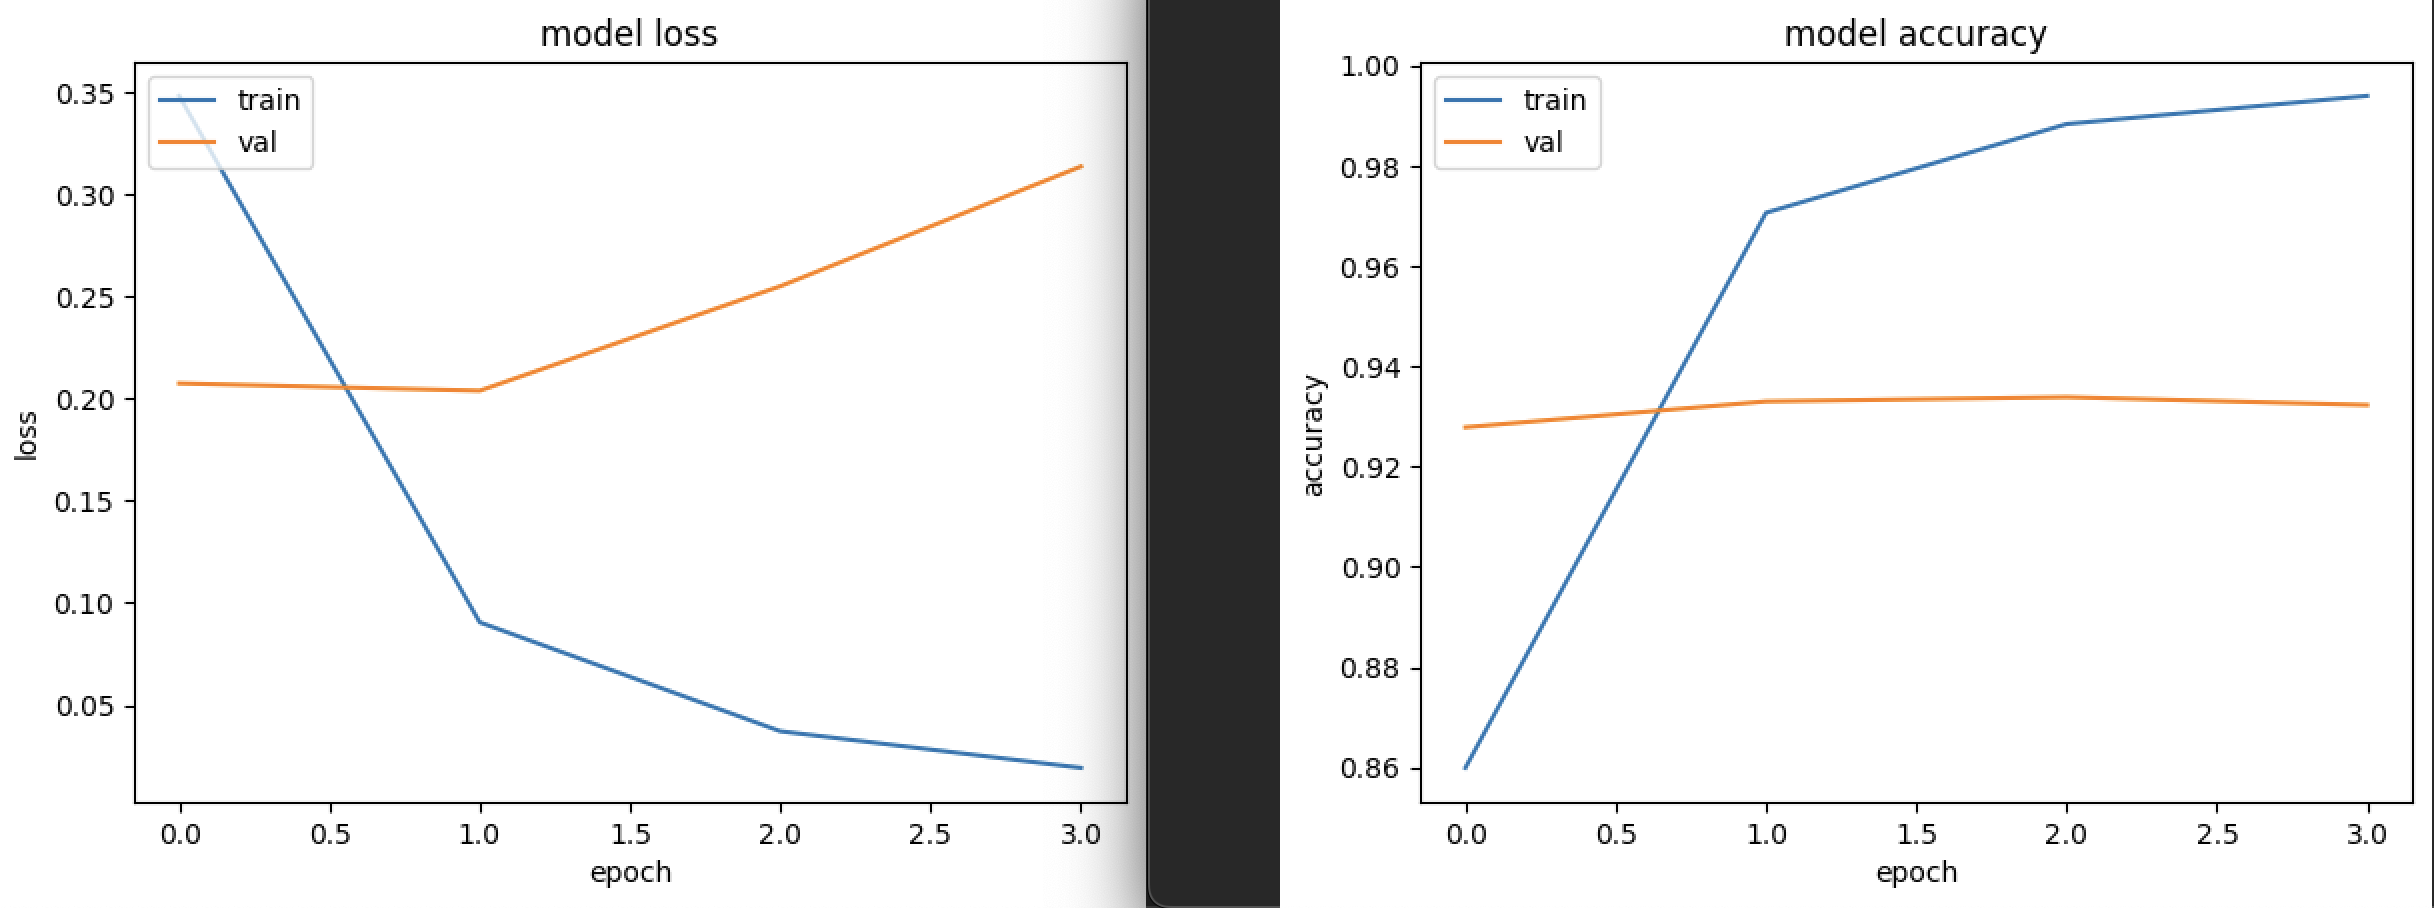 model loss
train
val
0.35
0.30
0.25
0.20
0.15
0.10
0.05
loss
0.0 0.5 1.0 1.5 2.0 2.5 3.0
epoch
model accuracy
train
val
1.00
0.98
0.96
0.94
0.92
0.90
0.88
0.86
accuracy
0.0 0.5 1.0 1.5 2.0 2.5 3.0
epoch